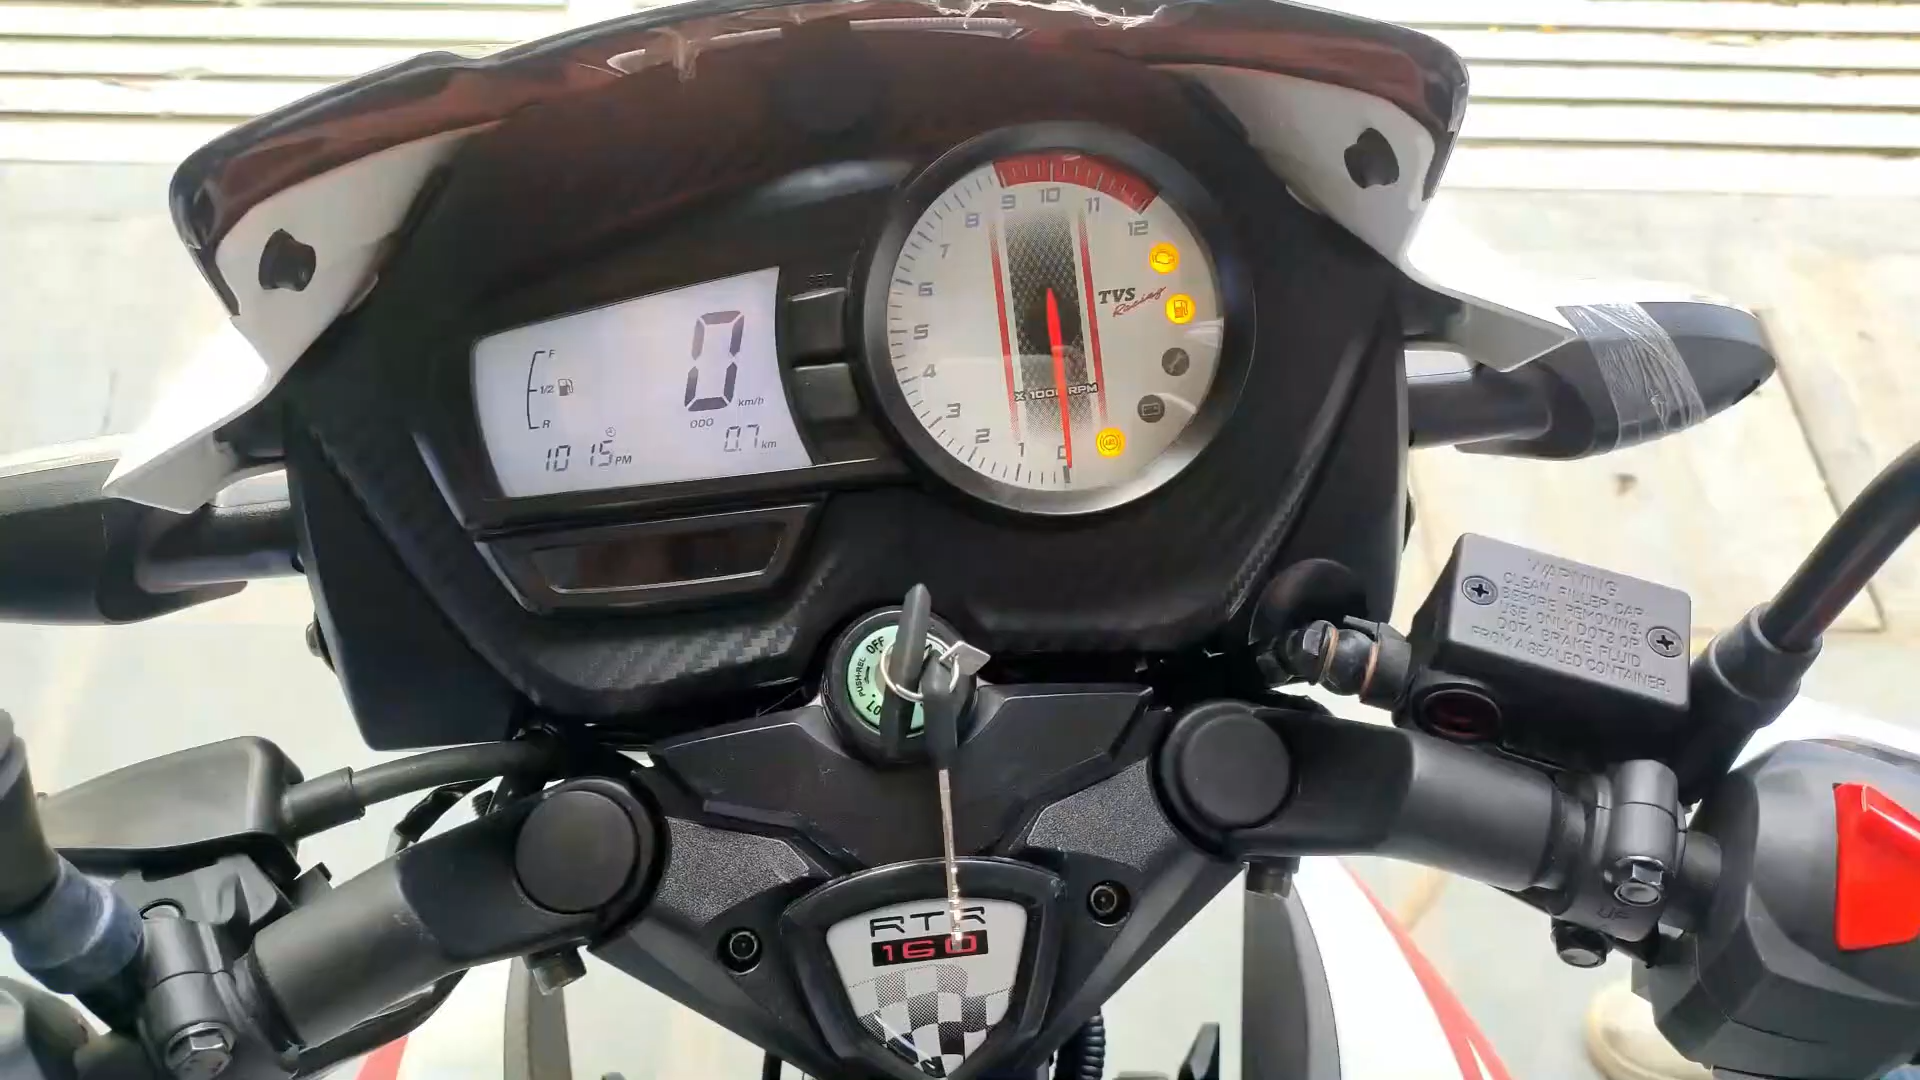 SET
F
1/2
R
10 15 PM
0
km/h
ODO
0.7 km
0
1
2
3
4
5
6
7
8
9
10
11
12
X 1000 RPM
TVS
Racing
ABS
OFF
PUSH-REL
WARNING
CLEAN FILLER CAP
BEFORE REMOVING.
USE ONLY DOT3 OR
DOT4 BRAKE FLUID
FROM A SEALED CONTAINER.
RTR
160